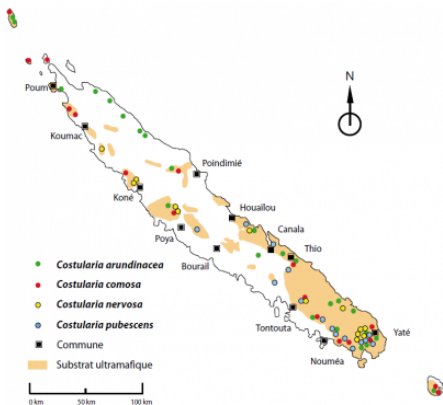 N
Poum
Koumac
Poindimié
Koné
Houaïlou
Canala
Poya
Thio
Bourail
Costularia arundinacea
Costularia comosa
Costularia nervosa
Tontouta
Yaté
Costularia pubescens
Commune
Nouméa
Substrat ultramafique
0 km 50 km 100 km